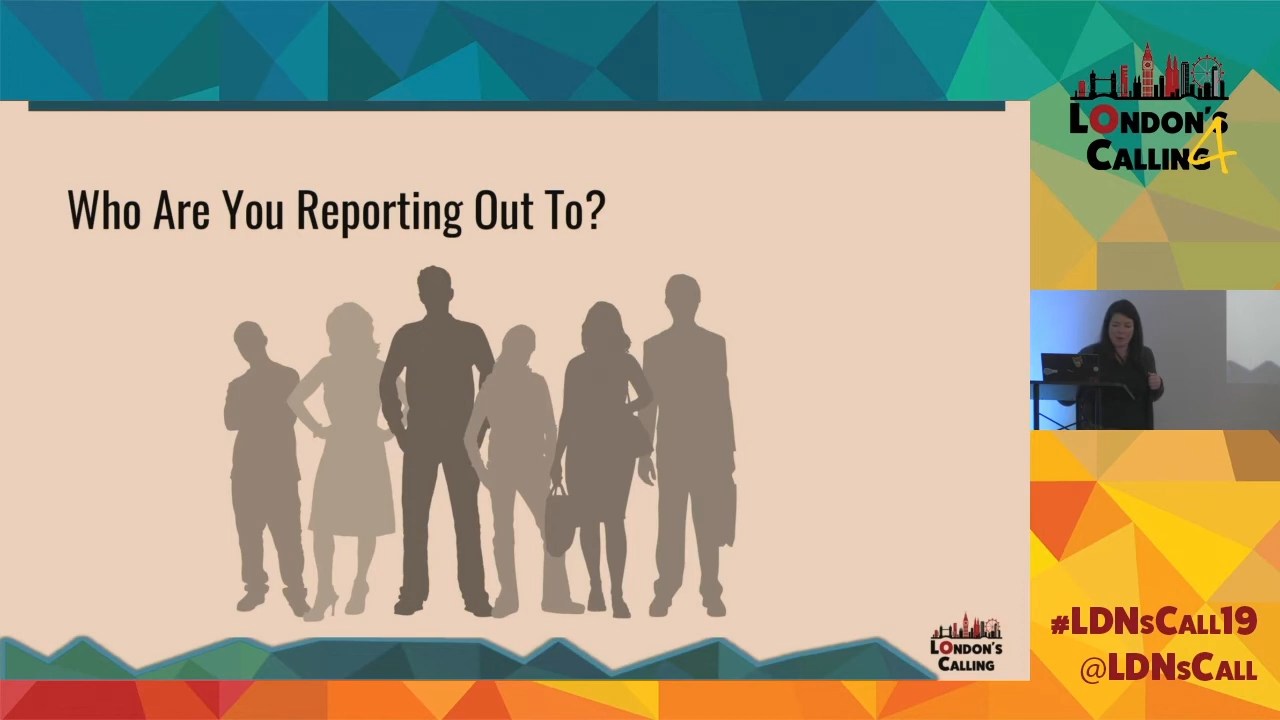 Who Are You Reporting Out To?
LONDON'S
CALLING
LONDON'S
CALLING 4
#LDNSCALL19
@LDNSCALL